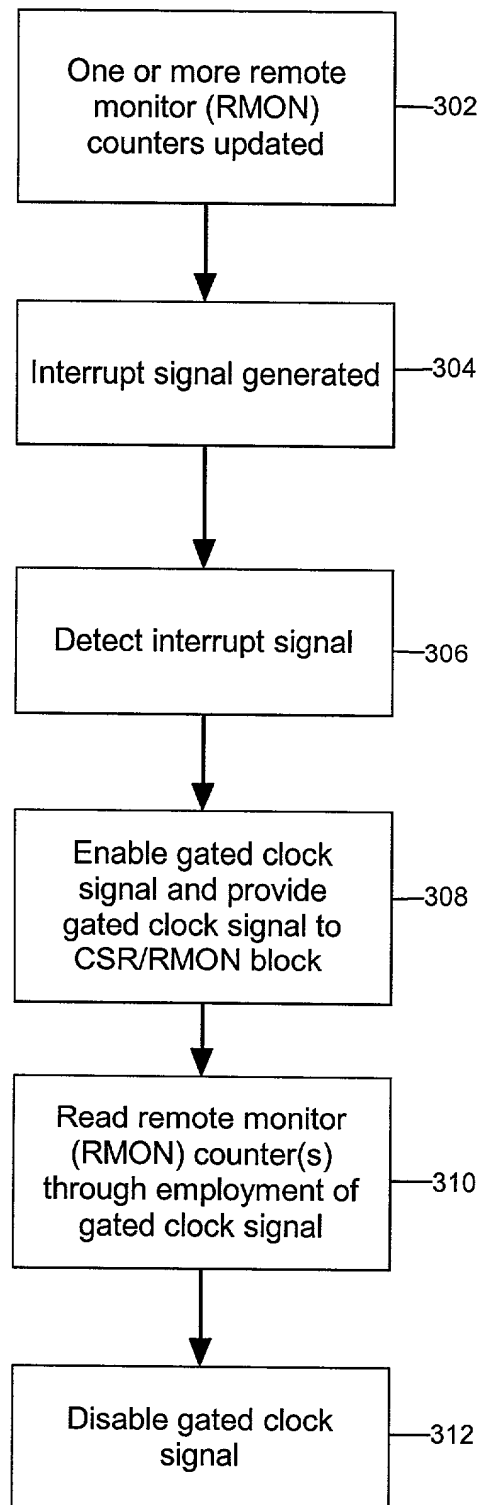 One or more remote
monitor (RMON)
counters updated
302
Interrupt signal generated
304
Detect interrupt signal
306
Enable gated clock
signal and provide
gated clock signal to
CSR/RMON block
308
Read remote monitor
(RMON) counter(s)
through employment of
gated clock signal
310
Disable gated clock
signal
312